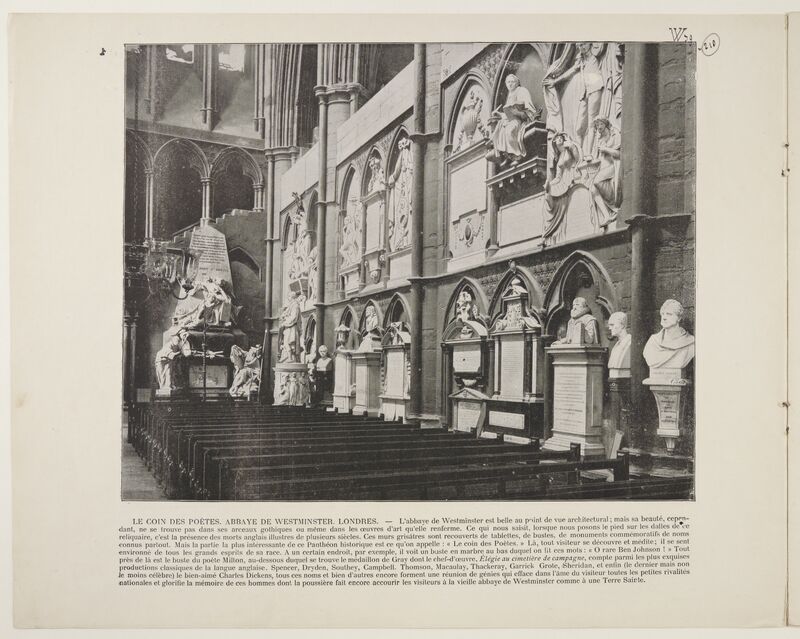 W 79
210
LE COIN DES POËTES. ABBAYE DE WESTMINSTER. LONDRES. — L'abbaye de Westminster est belle au point de vue architectural; mais sa beauté, cepen-
dant, ne se trouve pas dans ses arceaux gothiques ou même dans les œuvres d'art qu'elle renferme. Ce qui nous saisit, lorsque nous posons le pied sur les dalles de ce
reliquaire, c'est la présence des morts anglais illustres de plusieurs siècles. Ces murs grisâtres sont recouverts de tablettes, de bustes, de monuments commémoratifs de noms
connus partout. Mais la partie la plus intéressante de ce Panthéon historique est ce qu'on appelle : « Le coin des Poëtes. » Là, tout visiteur se découvre et médite; il se sent
environné de tous les grands esprits de sa race. A un certain endroit, par exemple, il voit un buste en marbre au bas duquel on lit ces mots : « O rare Ben Johnson ! » Tout
près de là est le buste du poëte Milton, au-dessous duquel se trouve le médaillon de Gray dont le chef-d'œuvre, Élégie au cimetière de campagne, compte parmi les plus exquises
productions classiques de la langue anglaise. Spencer, Dryden, Southey, Campbell, Thomson, Macaulay, Thackeray, Garrick Grote, Sheridan, et enfin (le dernier mais non
le moins célèbre) le bien-aimé Charles Dickens, tous ces noms et bien d'autres encore forment une réunion de génies qui efface dans l'âme du visiteur toutes les petites rivalités
nationales et glorifie la mémoire de ces hommes dont la poussière fait encore accourir les visiteurs à la vieille abbaye de Westminster comme à une Terre Sainte.